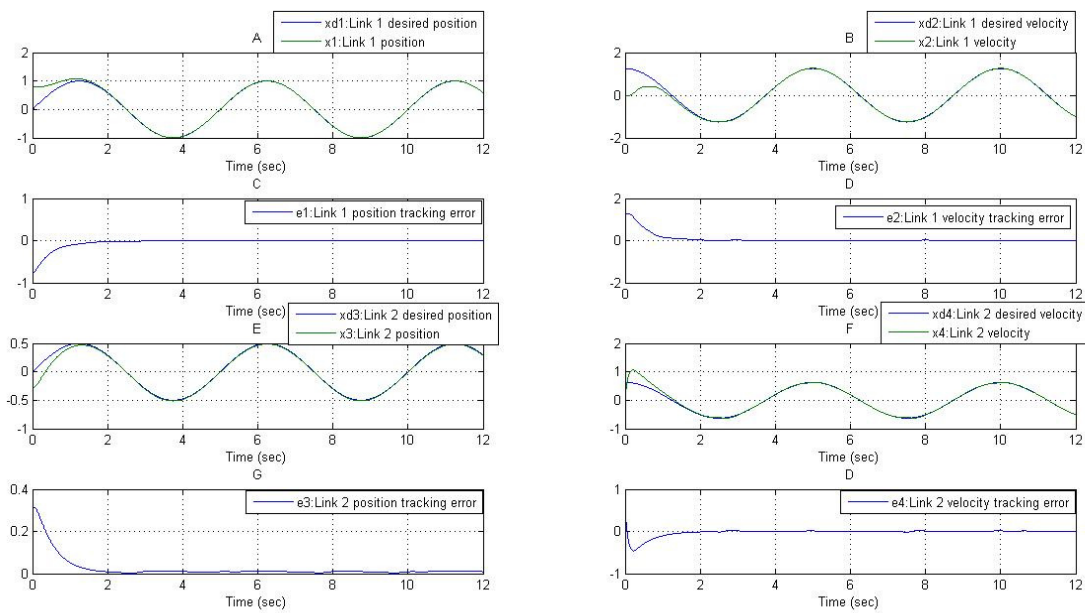 xd1:Link 1 desired position
x1:Link 1 position
A
2
1
0
-1
0 2 4 6 8 10 12
Time (sec)
xd2:Link 1 desired velocity
x2:Link 1 velocity
B
2
0
-2
0 2 4 6 8 10 12
Time (sec)
C
e1:Link 1 position tracking error
1
0
-1
0 2 4 6 8 10 12
Time (sec)
D
e2:Link 1 velocity tracking error
2
0
-2
0 2 4 6 8 10 12
Time (sec)
xd3:Link 2 desired position
x3:Link 2 position
E
0.5
0
-0.5
-1
0 2 4 6 8 10 12
Time (sec)
xd4:Link 2 desired velocity
x4:Link 2 velocity
F
2
1
0
-1
0 2 4 6 8 10 12
Time (sec)
G
e3:Link 2 position tracking error
0.4
0.2
0
0 2 4 6 8 10 12
Time (sec)
D
e4:Link 2 velocity tracking error
1
0
-1
0 2 4 6 8 10 12
Time (sec)